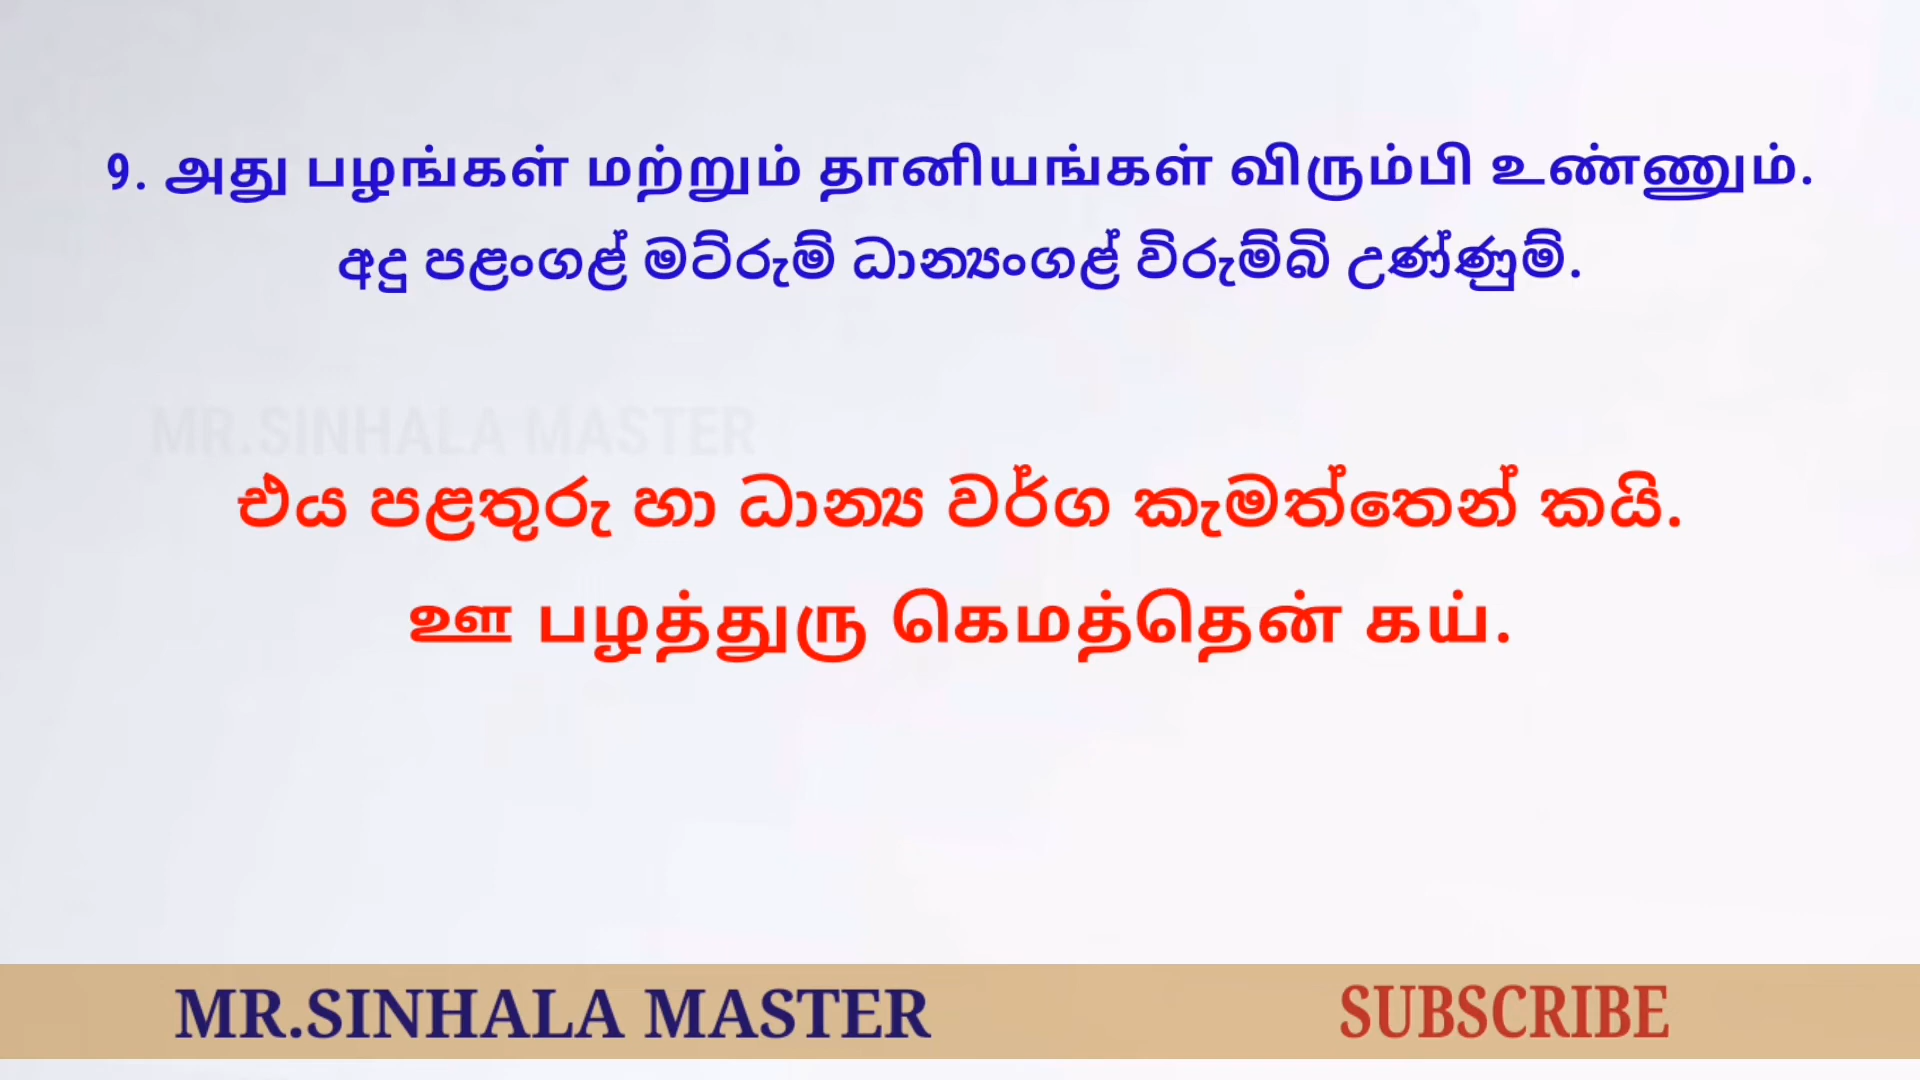 9. அது பழங்கள் மற்றும் தானியங்கள் விரும்பி உண்ணும்.
අදු පළංගළ් මට්රුම් ධාන්‍යංගළ් විරුම්බි උණ්ණුම්.
MR.SINHALA MASTER
එය පළතුරු හා ධාන්‍ය වර්ග කැමත්තෙන් කයි.
ஊ பழத்துரு கெமத்தென் கய்.
MR.SINHALA MASTER SUBSCRIBE